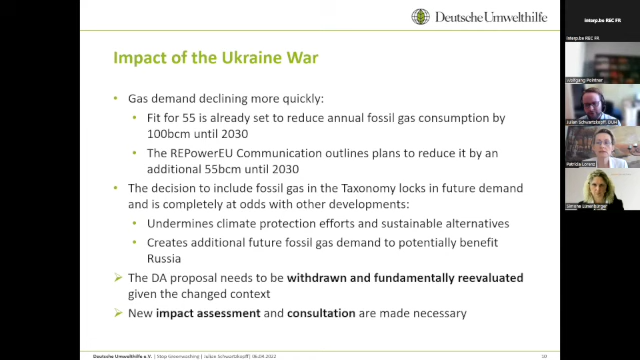 Deutsche Umwelthilfe
Impact of the Ukraine War
• Gas demand declining more quickly:
• Fit for 55 is already set to reduce annual fossil gas consumption by
100bcm until 2030
• The REPowerEU Communication outlines plans to reduce it by an
additional 55bcm until 2030
• The decision to include fossil gas in the Taxonomy locks in future demand
and is completely at odds with other developments:
• Undermines climate protection efforts and sustainable alternatives
• Creates additional future fossil gas demand to potentially benefit
Russia
➢ The DA proposal needs to be withdrawn and fundamentally reevaluated
given the changed context
➢ New impact assessment and consultation are made necessary
Deutsche Umwelthilfe e.V. | Stop Greenwashing | Julian Schwartzkopff | 06.04.2022
10
interp.be REC FR
interp.be REC FR
Wolfgang Pointner
Julian Schwartzkopff DUH
Patricia Lorenz